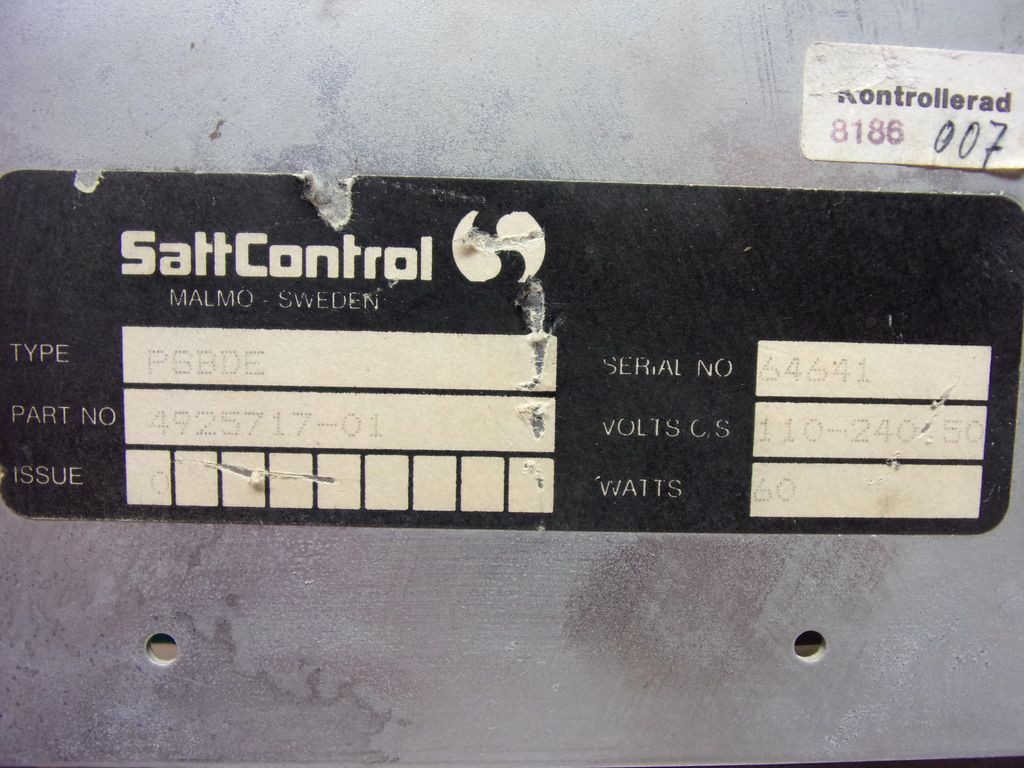 Kontrollerad
8186 007
SattControl
MALMÖ - SWEDEN
TYPE PSBDE
SERIAL NO 64641
PART NO 4925717-01
VOLTS C/S 110-240:50
ISSUE
WATTS 60